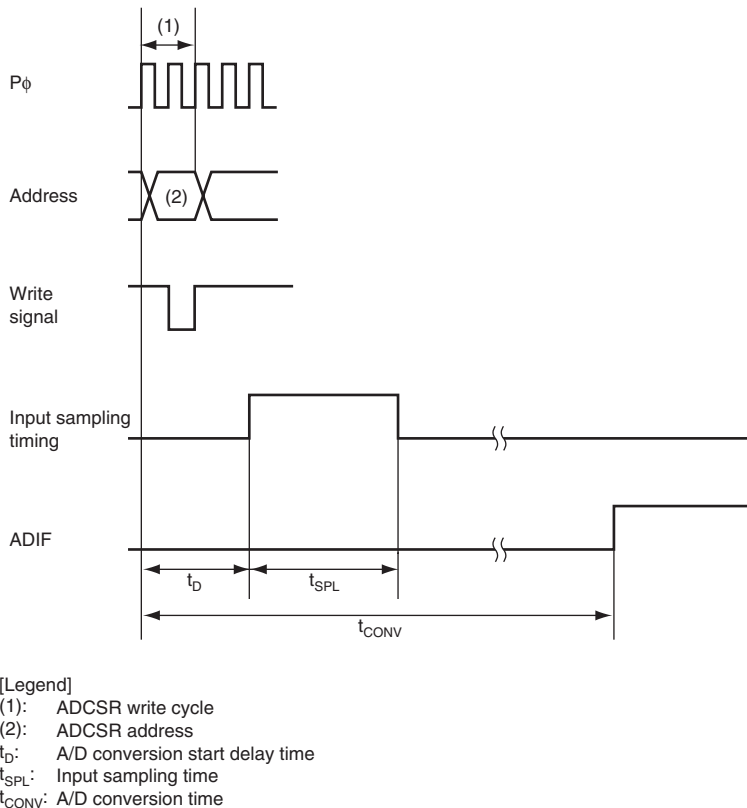 (1)
Pϕ
Address
(2)
Write
signal
Input sampling
timing
ADIF
tD
tSPL
tCONV
[Legend]
(1): ADCSR write cycle
(2): ADCSR address
tD: A/D conversion start delay time
tSPL: Input sampling time
tCONV: A/D conversion time